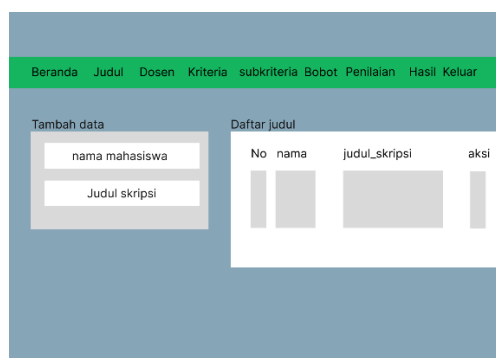 Beranda Judul Dosen Kriteria subkriteria Bobot Penilaian Hasil Keluar
Tambah data
nama mahasiswa
Judul skripsi
Daftar judul
No nama judul_skripsi aksi